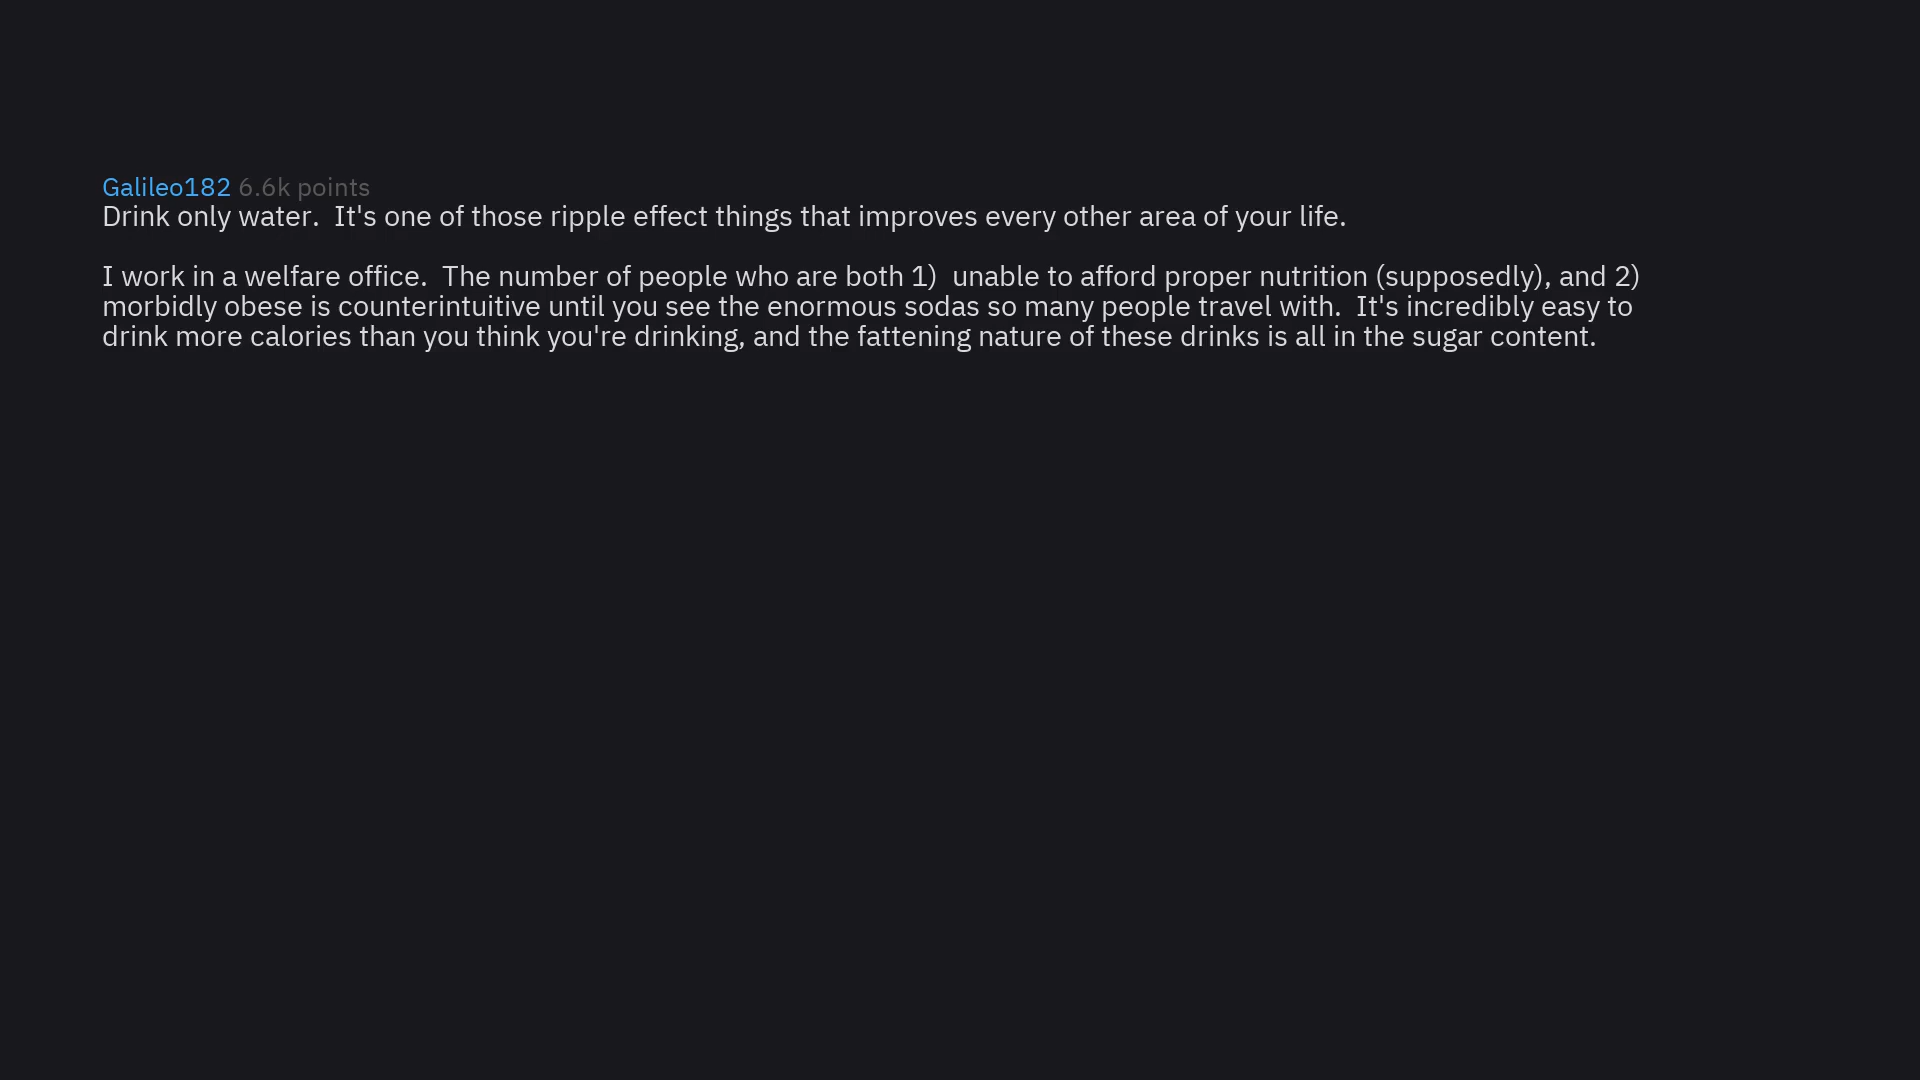 Galileo182 6.6k points
Drink only water.  It's one of those ripple effect things that improves every other area of your life.
I work in a welfare office.  The number of people who are both 1)  unable to afford proper nutrition (supposedly), and 2)
morbidly obese is counterintuitive until you see the enormous sodas so many people travel with.  It's incredibly easy to
drink more calories than you think you're drinking, and the fattening nature of these drinks is all in the sugar content.